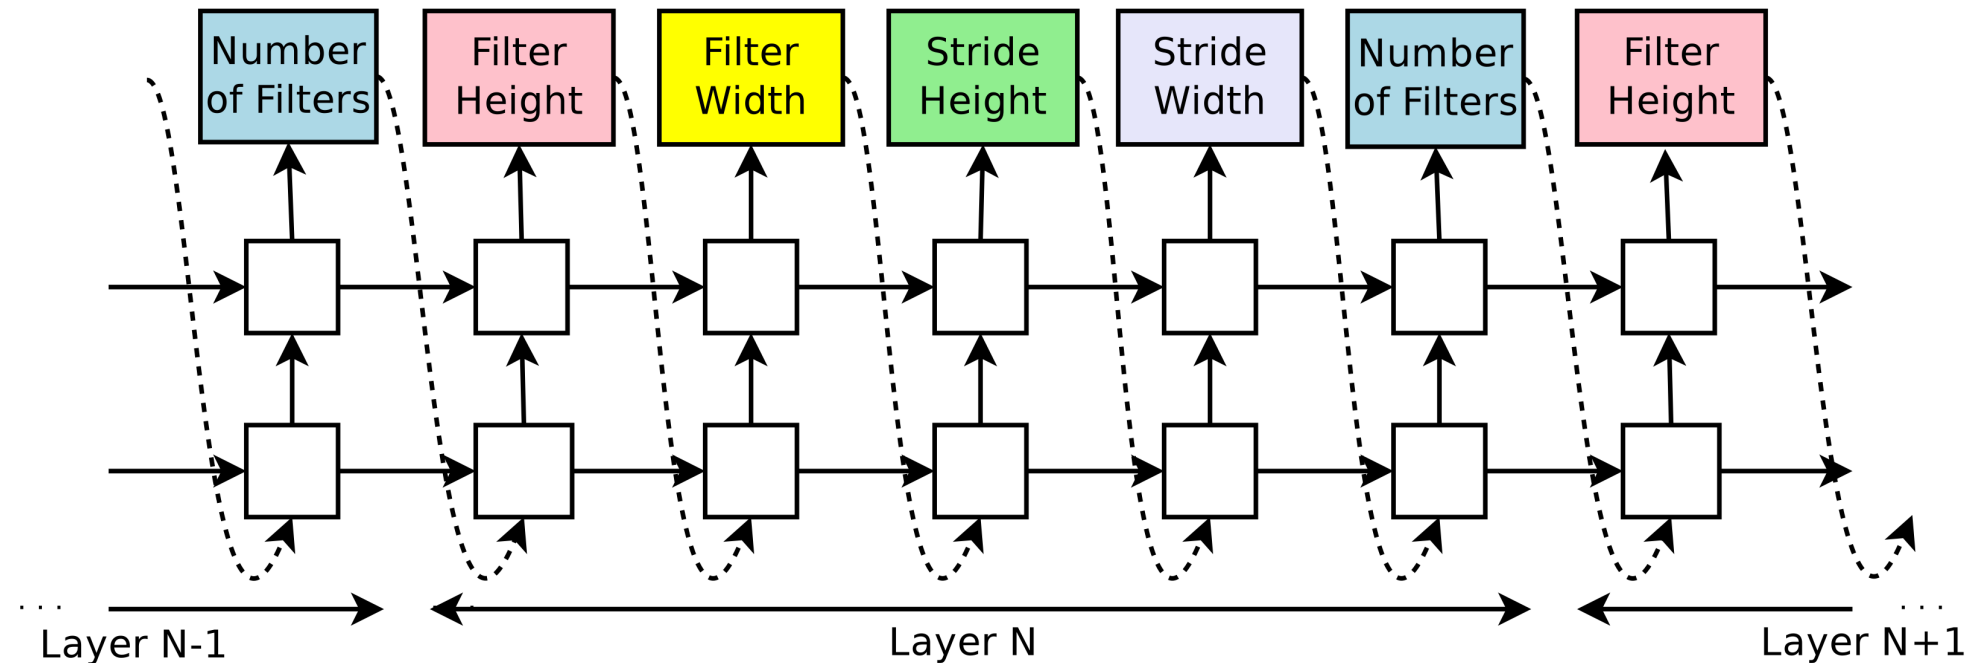 Number
of Filters
Filter
Height
Filter
Width
Stride
Height
Stride
Width
Number
of Filters
Filter
Height
. . .
Layer N-1
Layer N
. . .
Layer N+1